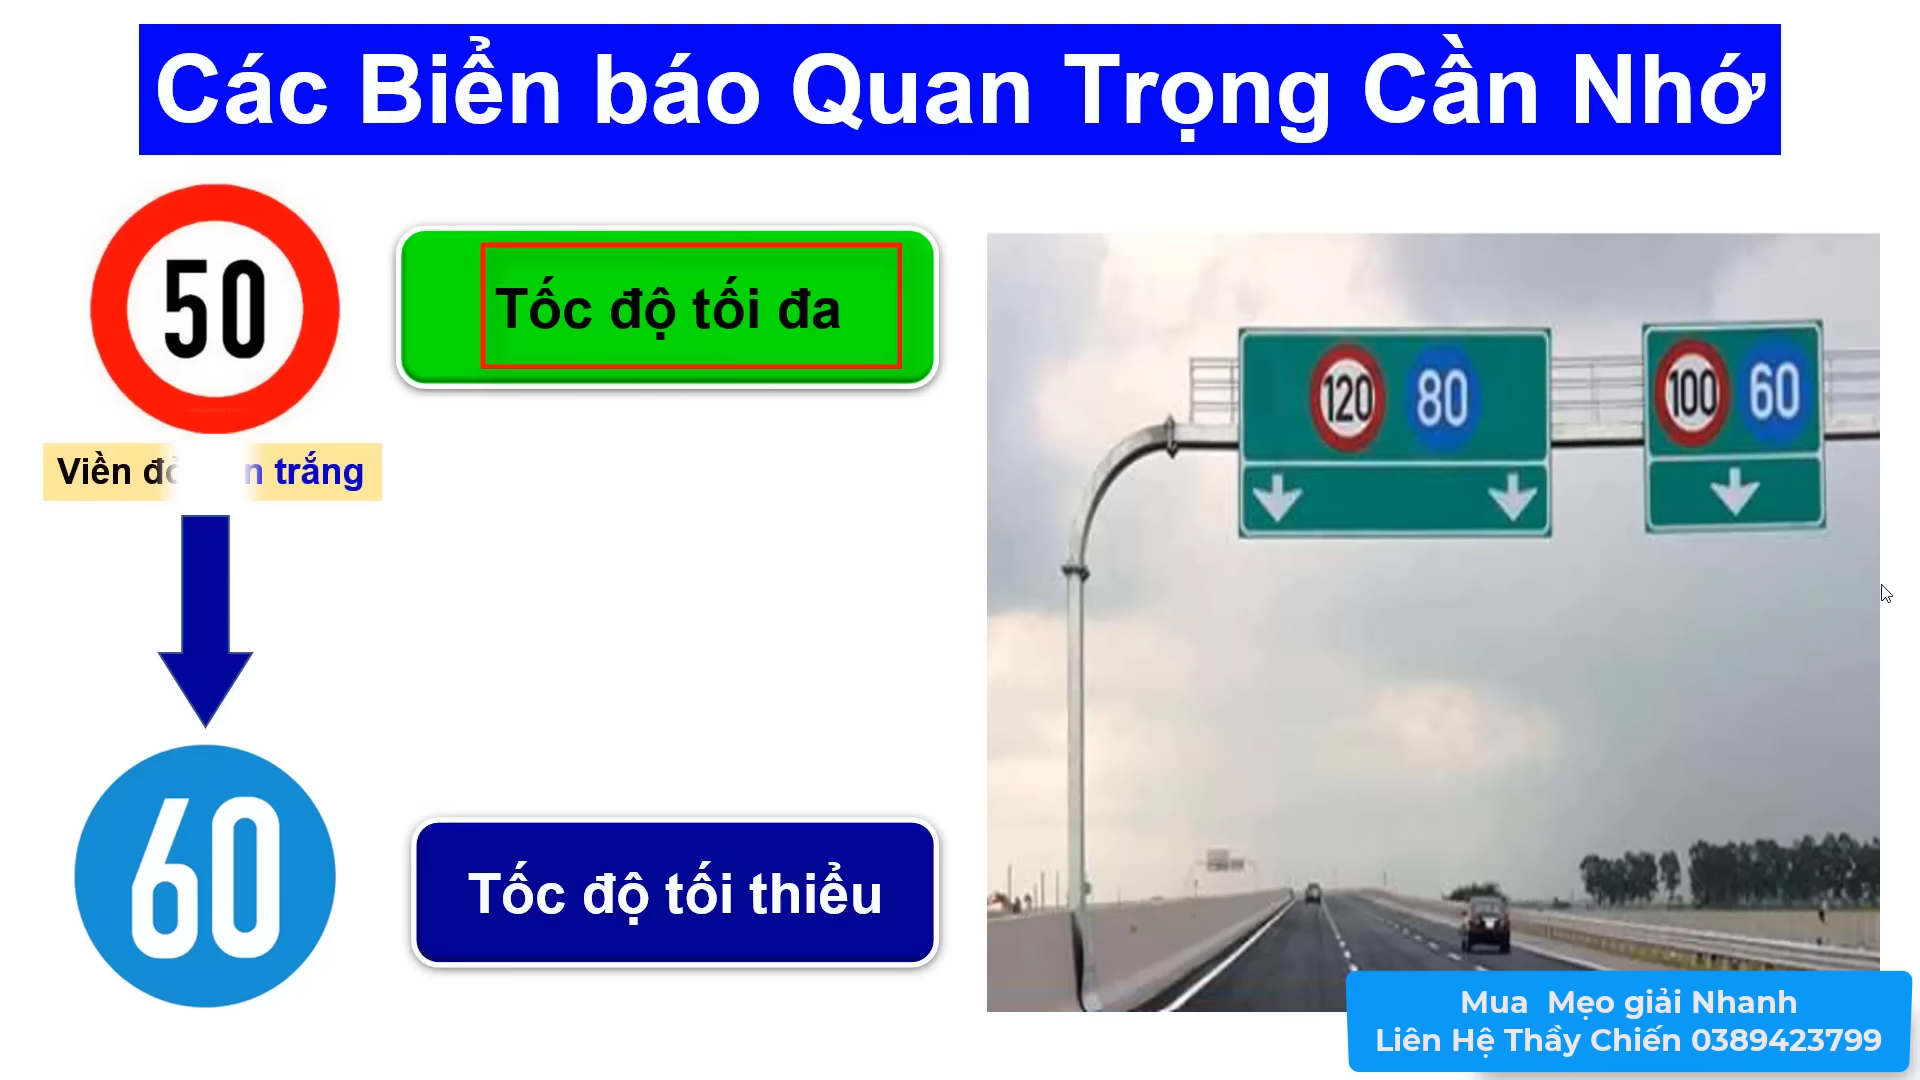 Các Biển báo Quan Trọng Cần Nhớ
50
Tốc độ tối đa
Viền trắng
120 80
100 60
60
Tốc độ tối thiểu
Mua Mẹo giải Nhanh
Liên Hệ Thầy Chiến 0389423799